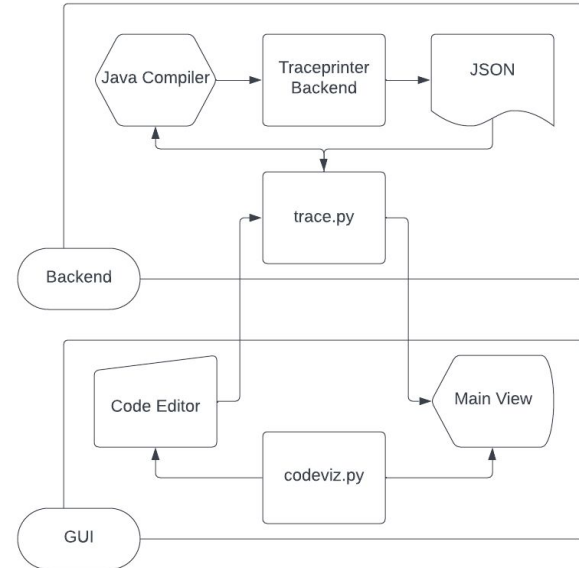 Java Compiler
Traceprinter
Backend
JSON
trace.py
Backend
Code Editor
Main View
codeviz.py
GUI